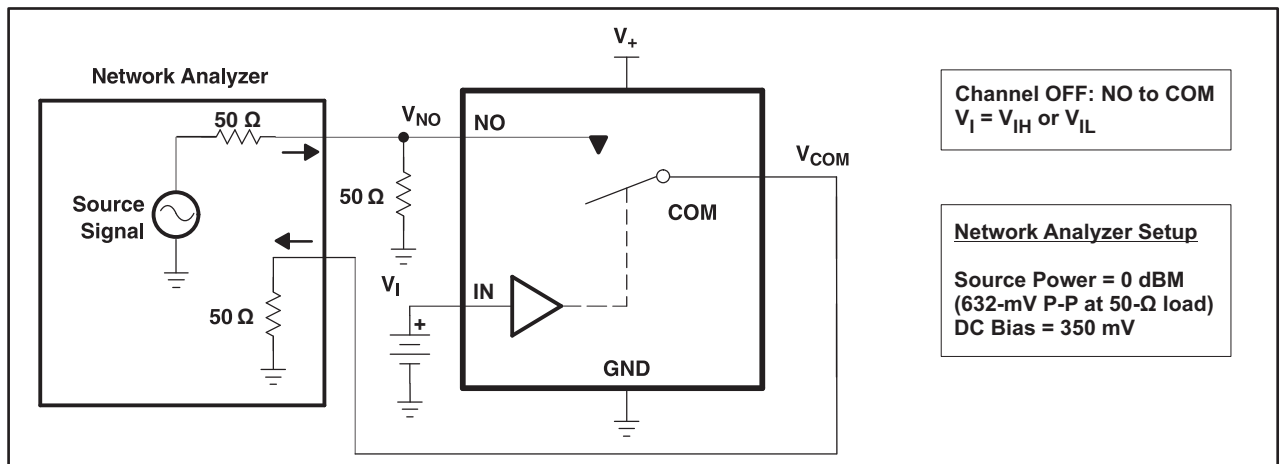 Network Analyzer
50 Ω
Source
Signal
50 Ω
V_NO
50 Ω
V_I
+
V_+
NO
COM
IN
GND
V_COM
Channel OFF: NO to COM
V_I = V_IH or V_IL
Network Analyzer Setup
Source Power = 0 dBM
(632-mV P-P at 50-Ω load)
DC Bias = 350 mV